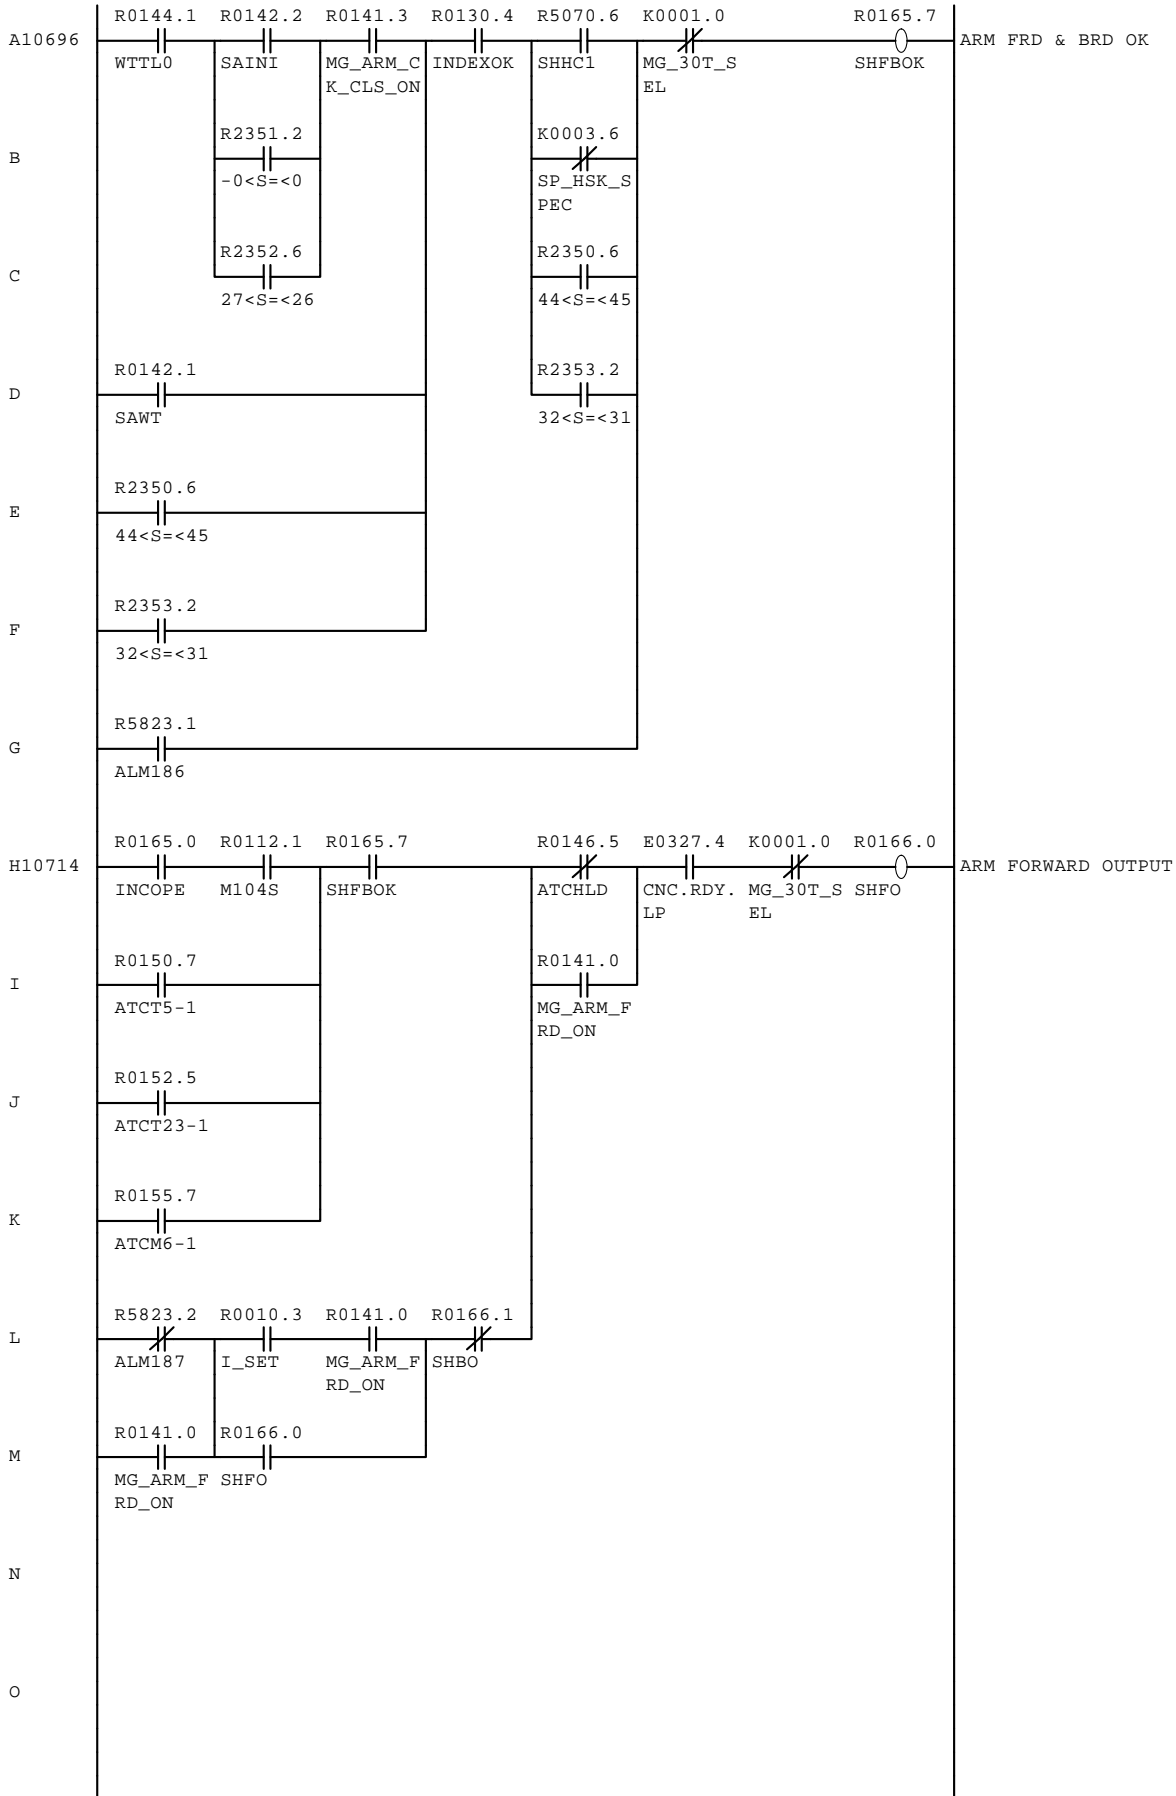 R0144.1 R0142.2 R0141.3 R0130.4 R5070.6 K0001.0 R0165.7
A10696 ARM FRD & BRD OK
WTTL0 SAINI MG_ARM_C INDEXOK SHHC1 MG_30T_S SHFBOK
K_CLS_ON EL
R2351.2 K0003.6
B
-0<S=<0 SP_HSK_S
PEC
R2352.6 R2350.6
C
27<S=<26 44<S=<45
R0142.1 R2353.2
D
SAWT 32<S=<31
R2350.6
E
44<S=<45
R2353.2
F
32<S=<31
R5823.1
G
ALM186
R0165.0 R0112.1 R0165.7 R0146.5 E0327.4 K0001.0 R0166.0
H10714 ARM FORWARD OUTPUT
INCOPE M104S SHFBOK ATCHLD CNC.RDY. MG_30T_S SHFO
LP EL
R0150.7 R0141.0
I
ATCT5-1 MG_ARM_F
RD_ON
R0152.5
J
ATCT23-1
R0155.7
K
ATCM6-1
R5823.2 R0010.3 R0141.0 R0166.1
L
ALM187 I_SET MG_ARM_F SHBO
RD_ON
R0141.0 R0166.0
M
MG_ARM_F SHFO
RD_ON
N
O